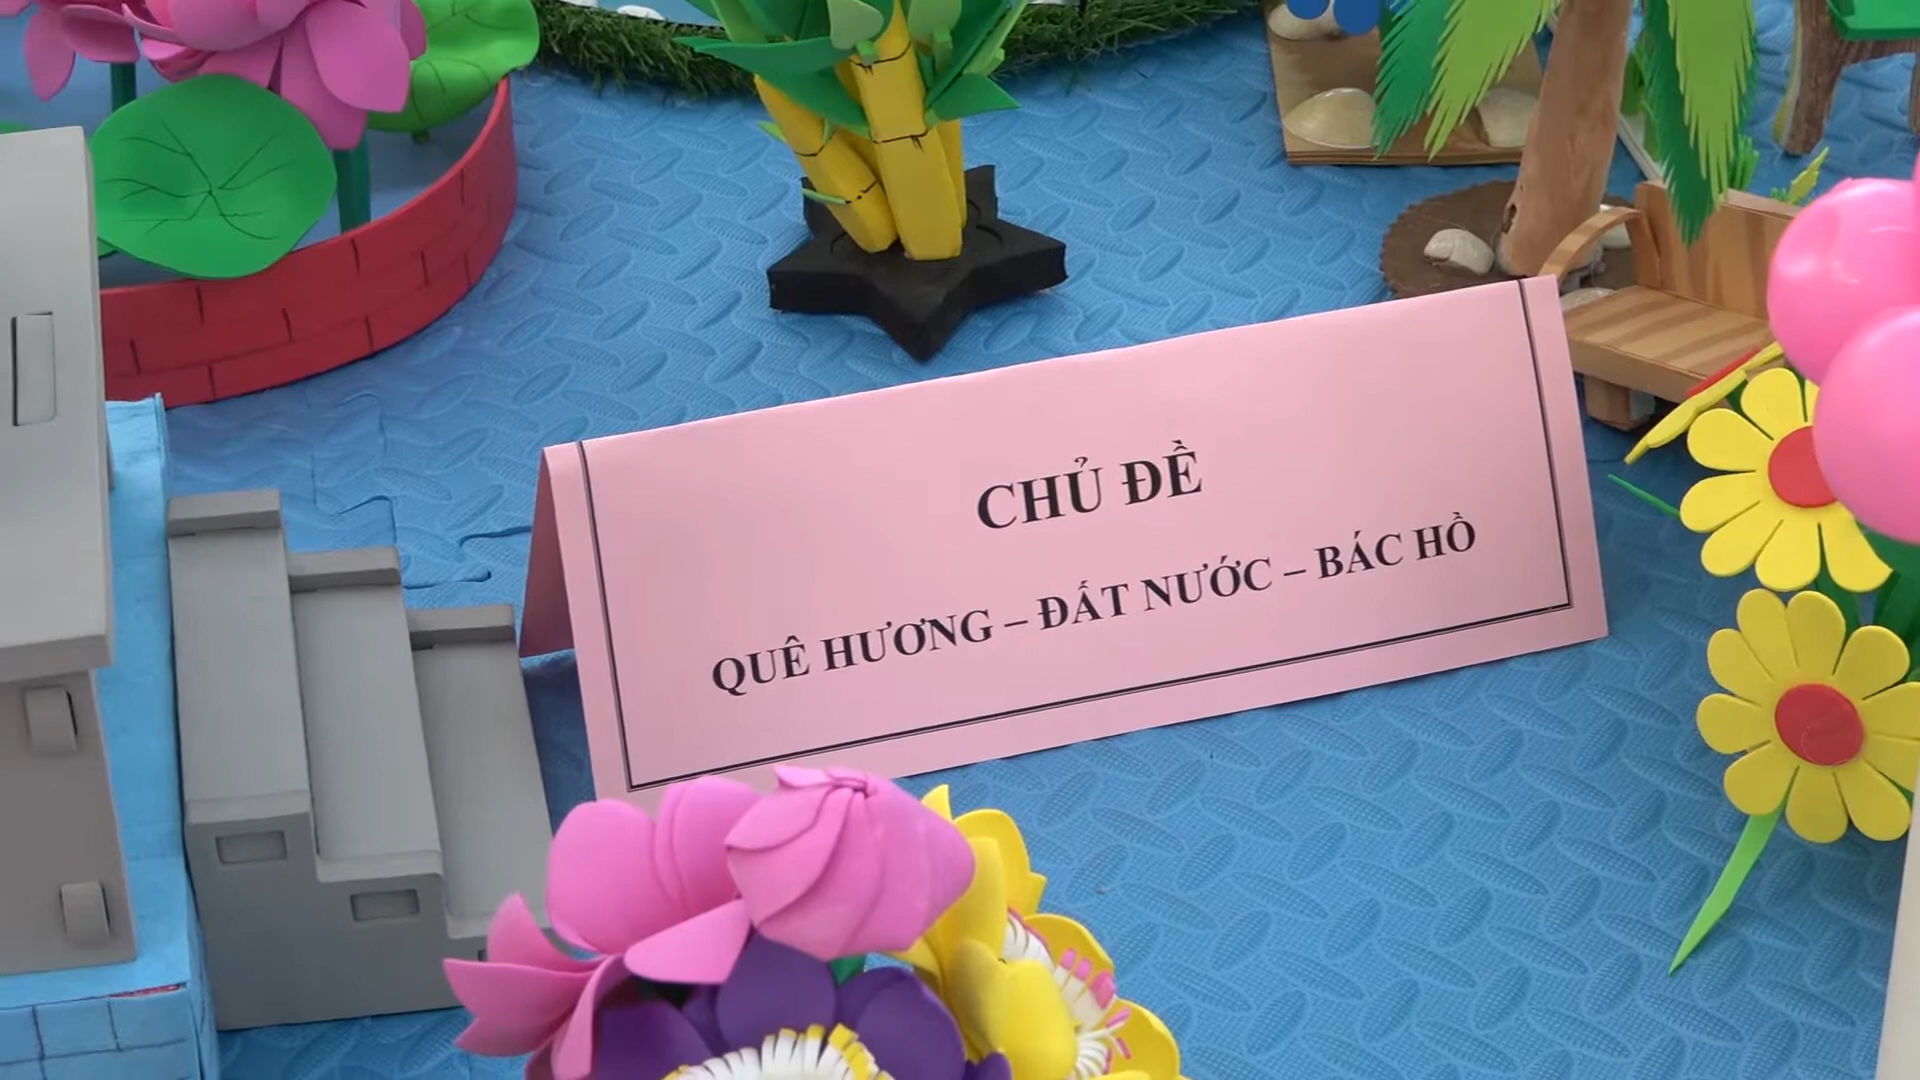 CHỦ ĐỀ
QUÊ HƯƠNG – ĐẤT NƯỚC – BÁC HỒ